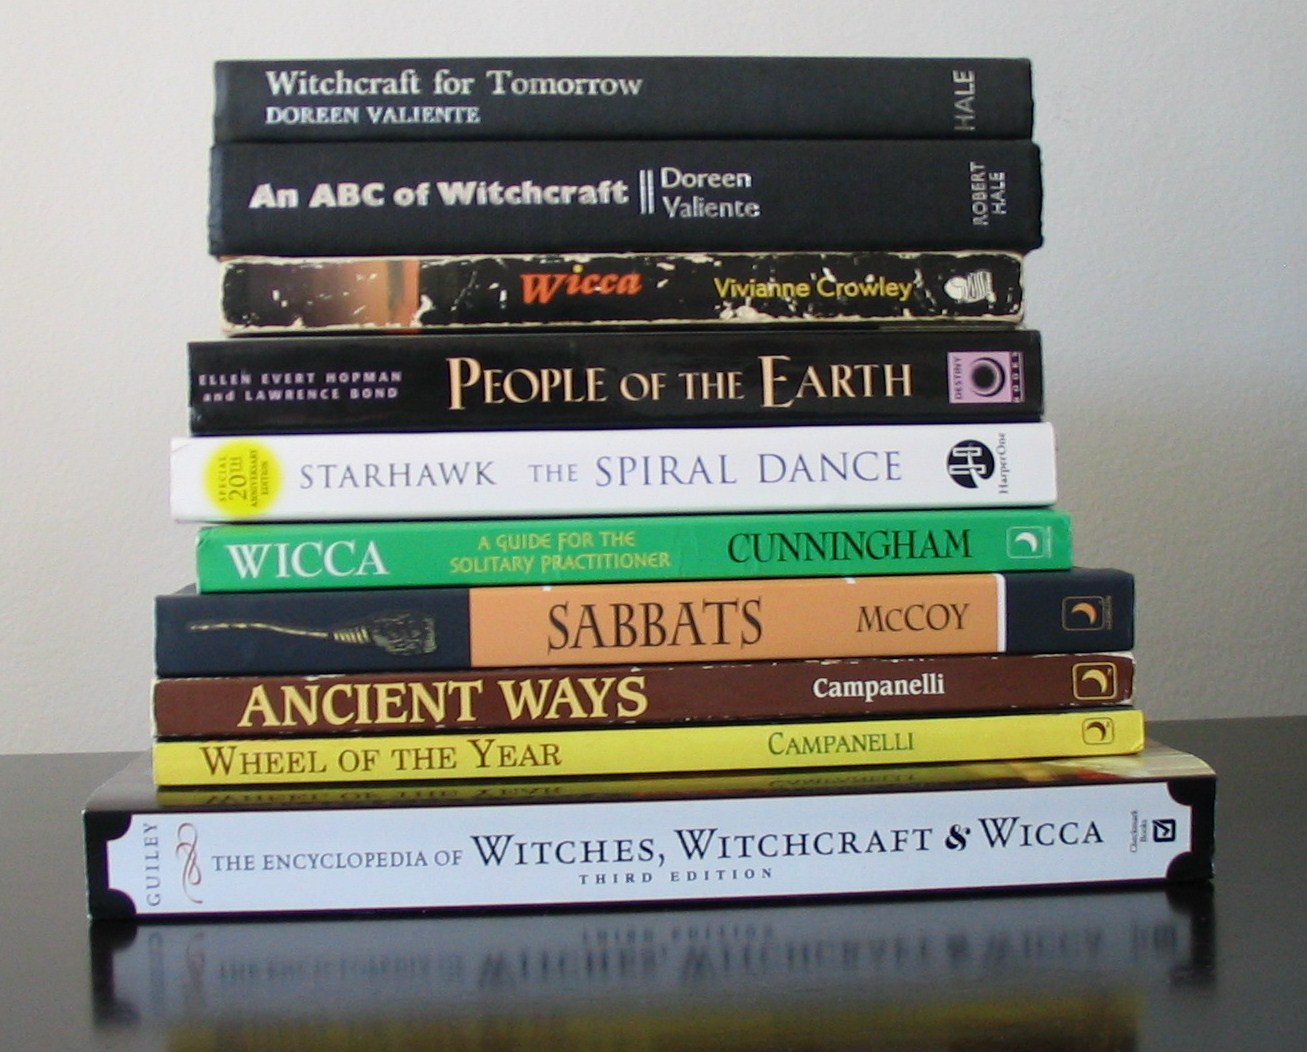 Witchcraft for Tomorrow
DOREEN VALIENTE
HALE
An ABC of Witchcraft
Doreen
Valiente
ROBERT
HALE
Wicca
Vivianne Crowley
ELLEN EVERT HOPMAN
and LAWRENCE BOND
PEOPLE OF THE EARTH
DESTINY
BOOKS
SPECIAL
20TH
ANNIVERSARY
EDITION
STARHAWK THE SPIRAL DANCE
HarperOne
WICCA
A GUIDE FOR THE
SOLITARY PRACTITIONER
CUNNINGHAM
SABBATS
McCOY
ANCIENT WAYS
Campanelli
WHEEL OF THE YEAR
CAMPANELLI
GUILEY
THE ENCYCLOPEDIA OF WITCHES, WITCHCRAFT & WICCA
THIRD EDITION
Checkmark
Books